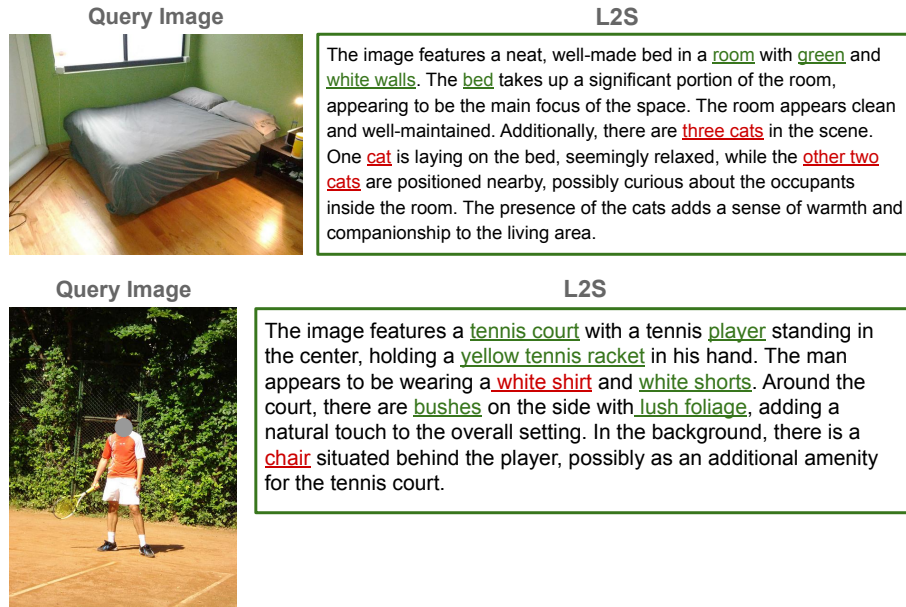 Query Image
L2S
The image features a neat, well-made bed in a room with green and
white walls. The bed takes up a significant portion of the room,
appearing to be the main focus of the space. The room appears clean
and well-maintained. Additionally, there are three cats in the scene.
One cat is laying on the bed, seemingly relaxed, while the other two
cats are positioned nearby, possibly curious about the occupants
inside the room. The presence of the cats adds a sense of warmth and
companionship to the living area.
Query Image
L2S
The image features a tennis court with a tennis player standing in
the center, holding a yellow tennis racket in his hand. The man
appears to be wearing a white shirt and white shorts. Around the
court, there are bushes on the side with lush foliage, adding a
natural touch to the overall setting. In the background, there is a
chair situated behind the player, possibly as an additional amenity
for the tennis court.